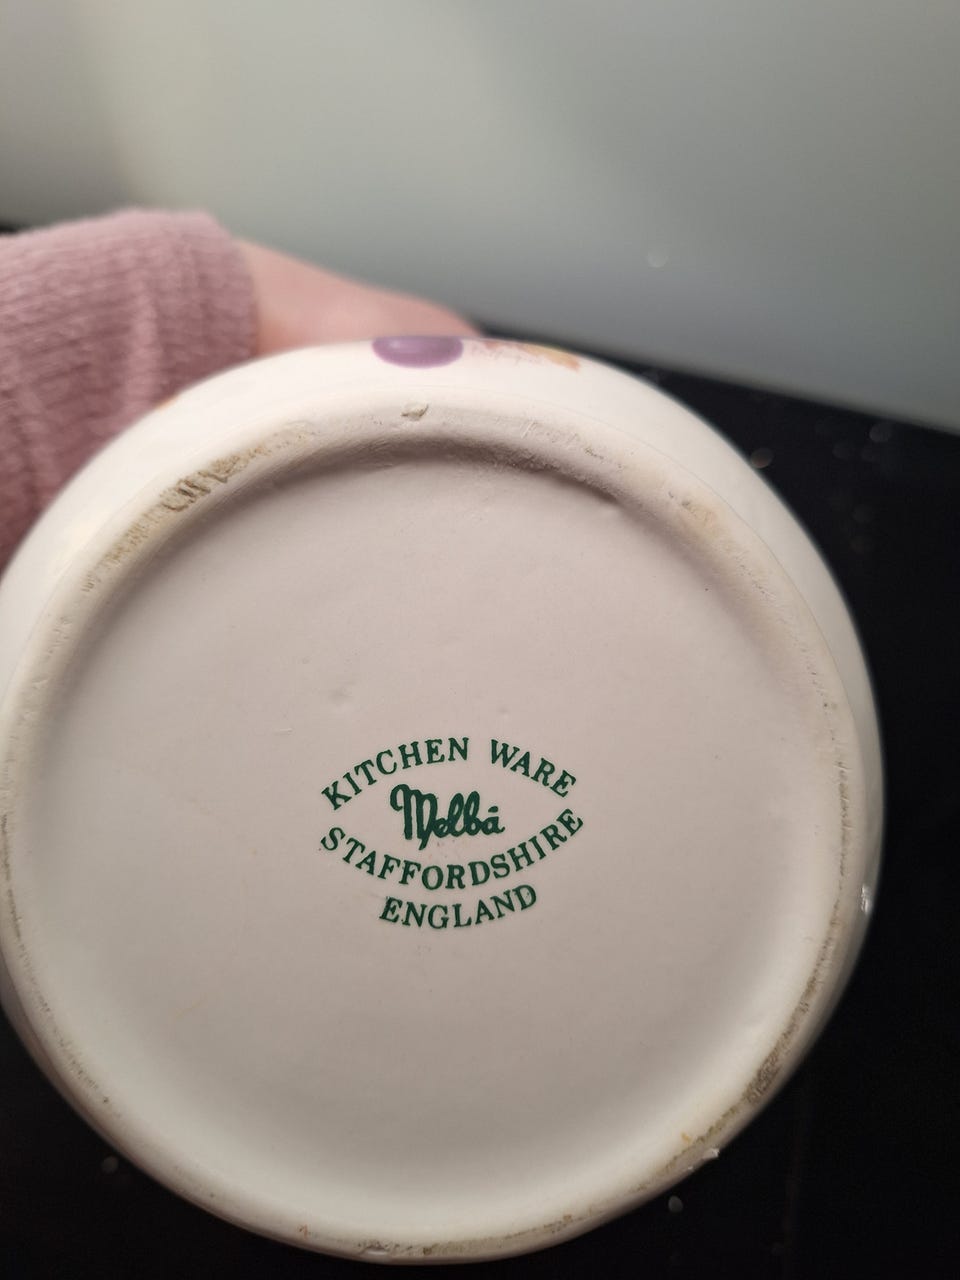 KITCHEN WARE
Melba
STAFFORDSHIRE
ENGLAND